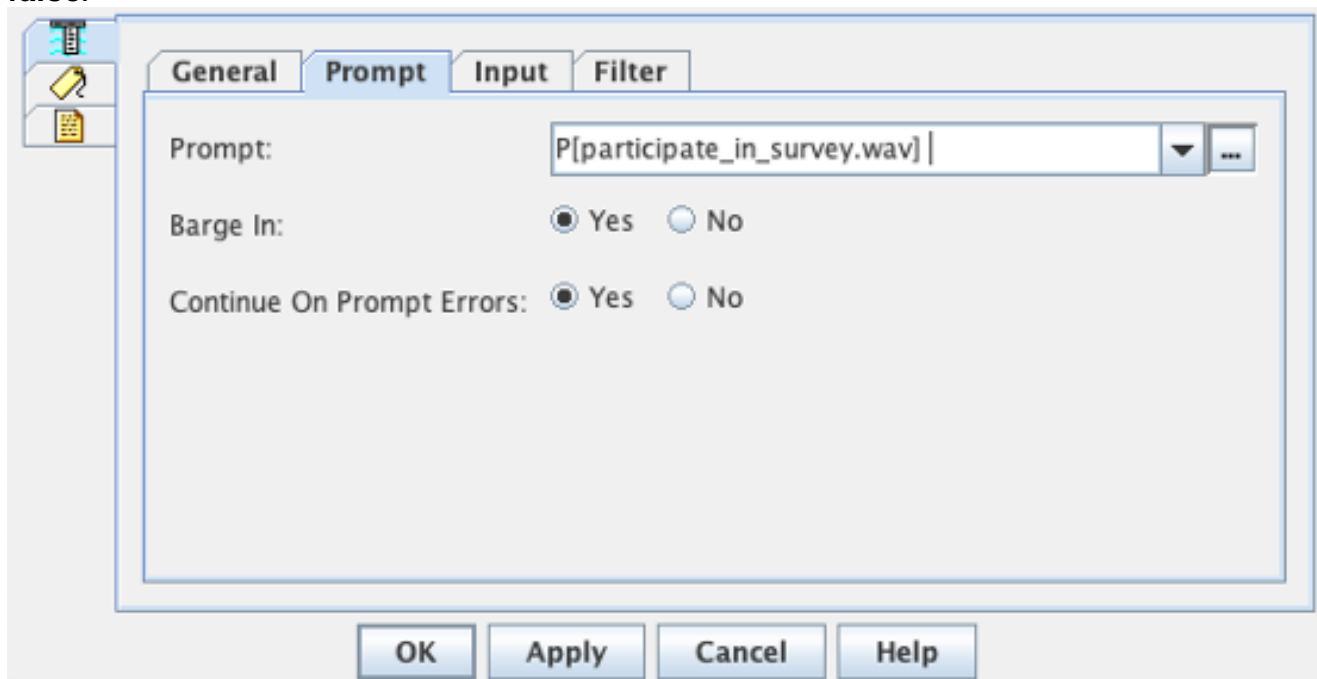 General Prompt Input Filter
Prompt: P[participate_in_survey.wav] ...
Barge In: Yes No
Continue On Prompt Errors: Yes No
OK Apply Cancel Help